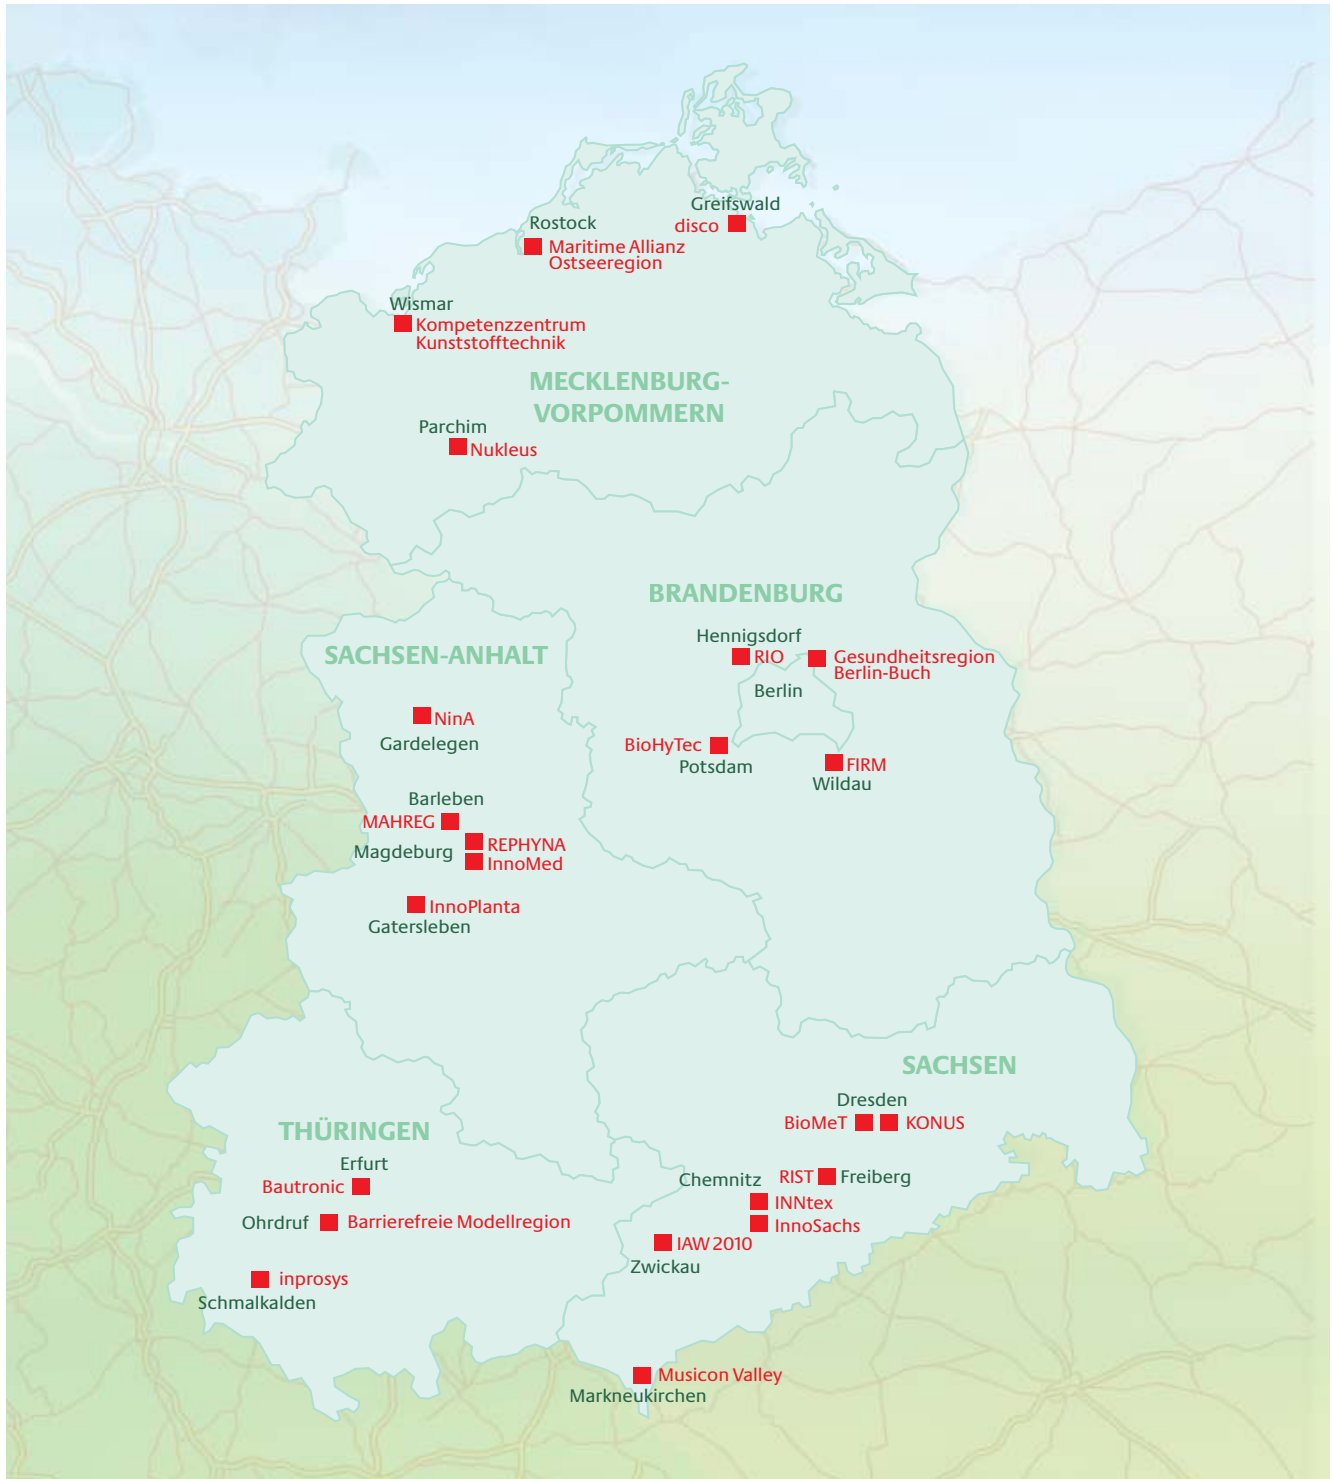 Greifswald
disco
Rostock
Maritime Allianz
Ostseeregion
Wismar
Kompetenzzentrum
Kunststofftechnik
MECKLENBURG-
VORPOMMERN
Parchim
Nukleus
BRANDENBURG
Hennigsdorf
RIO
Gesundheitsregion
Berlin-Buch
Berlin
BioHyTec
Potsdam
FIRM
Wildau
SACHSEN-ANHALT
NinA
Gardelegen
Barleben
MAHREG
Magdeburg
REPHYNA
InnoMed
InnoPlanta
Gatersleben
SACHSEN
Dresden
BioMeT
KONUS
RIST
Freiberg
Chemnitz
INNtex
InnoSachs
IAW 2010
Zwickau
Musicon Valley
Markneukirchen
THÜRINGEN
Erfurt
Bautronic
Ohrdruf
Barrierefreie Modellregion
inprosys
Schmalkalden